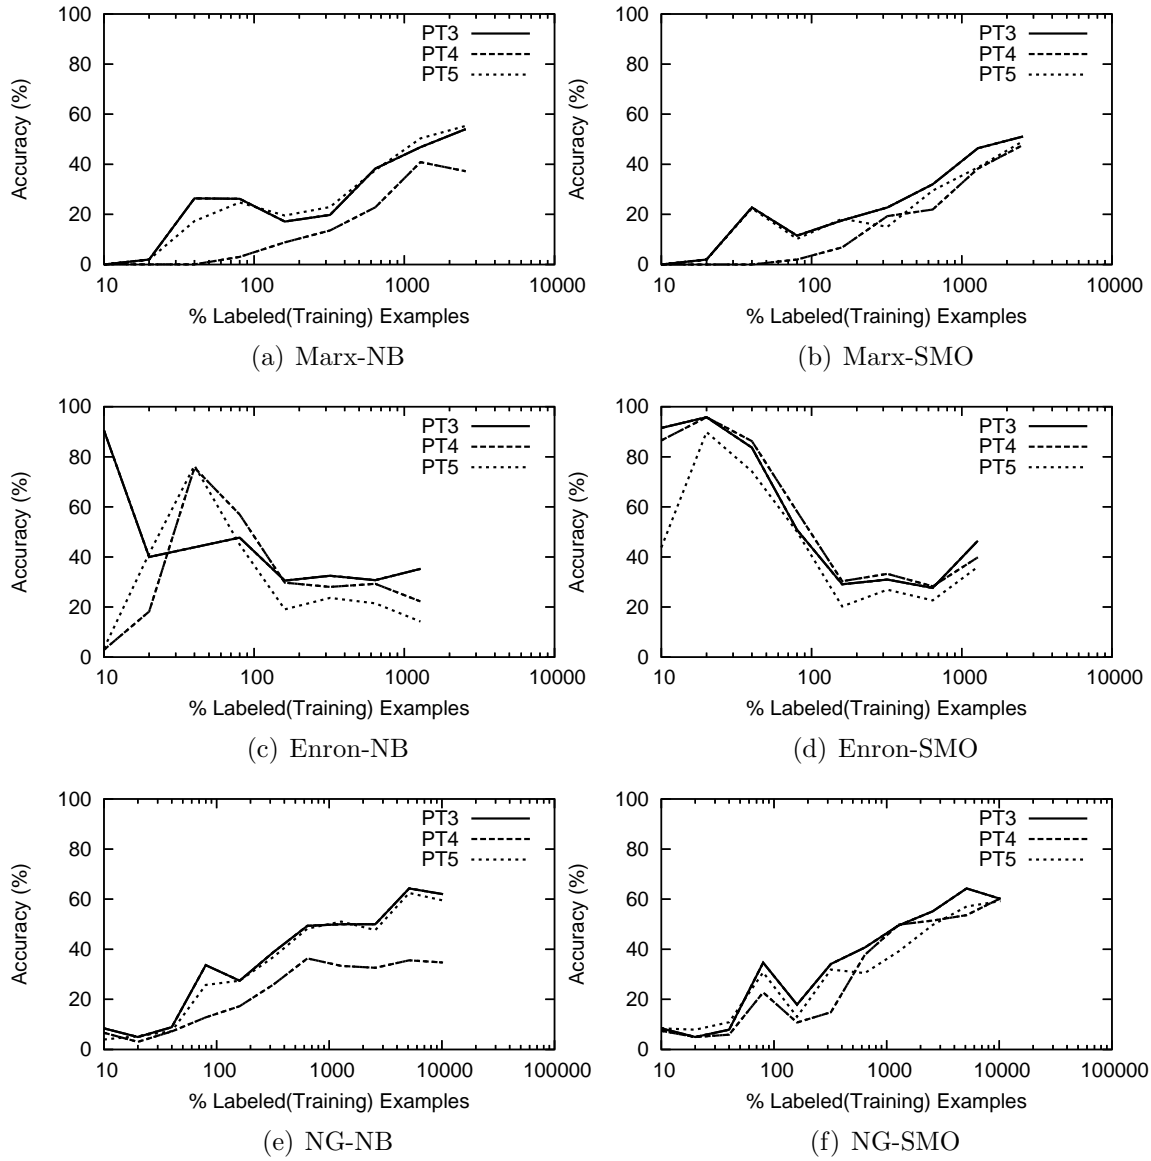 100
80
60
40
20
0
10 100 1000 10000
Accuracy (%)
% Labeled(Training) Examples
PT3
PT4
PT5
(a) Marx-NB
100
80
60
40
20
0
10 100 1000 10000
Accuracy (%)
% Labeled(Training) Examples
PT3
PT4
PT5
(b) Marx-SMO
100
80
60
40
20
0
10 100 1000 10000
Accuracy (%)
% Labeled(Training) Examples
PT3
PT4
PT5
(c) Enron-NB
100
80
60
40
20
0
10 100 1000 10000
Accuracy (%)
% Labeled(Training) Examples
PT3
PT4
PT5
(d) Enron-SMO
100
80
60
40
20
0
10 100 1000 10000 100000
Accuracy (%)
% Labeled(Training) Examples
PT3
PT4
PT5
(e) NG-NB
100
80
60
40
20
0
10 100 1000 10000 100000
Accuracy (%)
% Labeled(Training) Examples
PT3
PT4
PT5
(f) NG-SMO